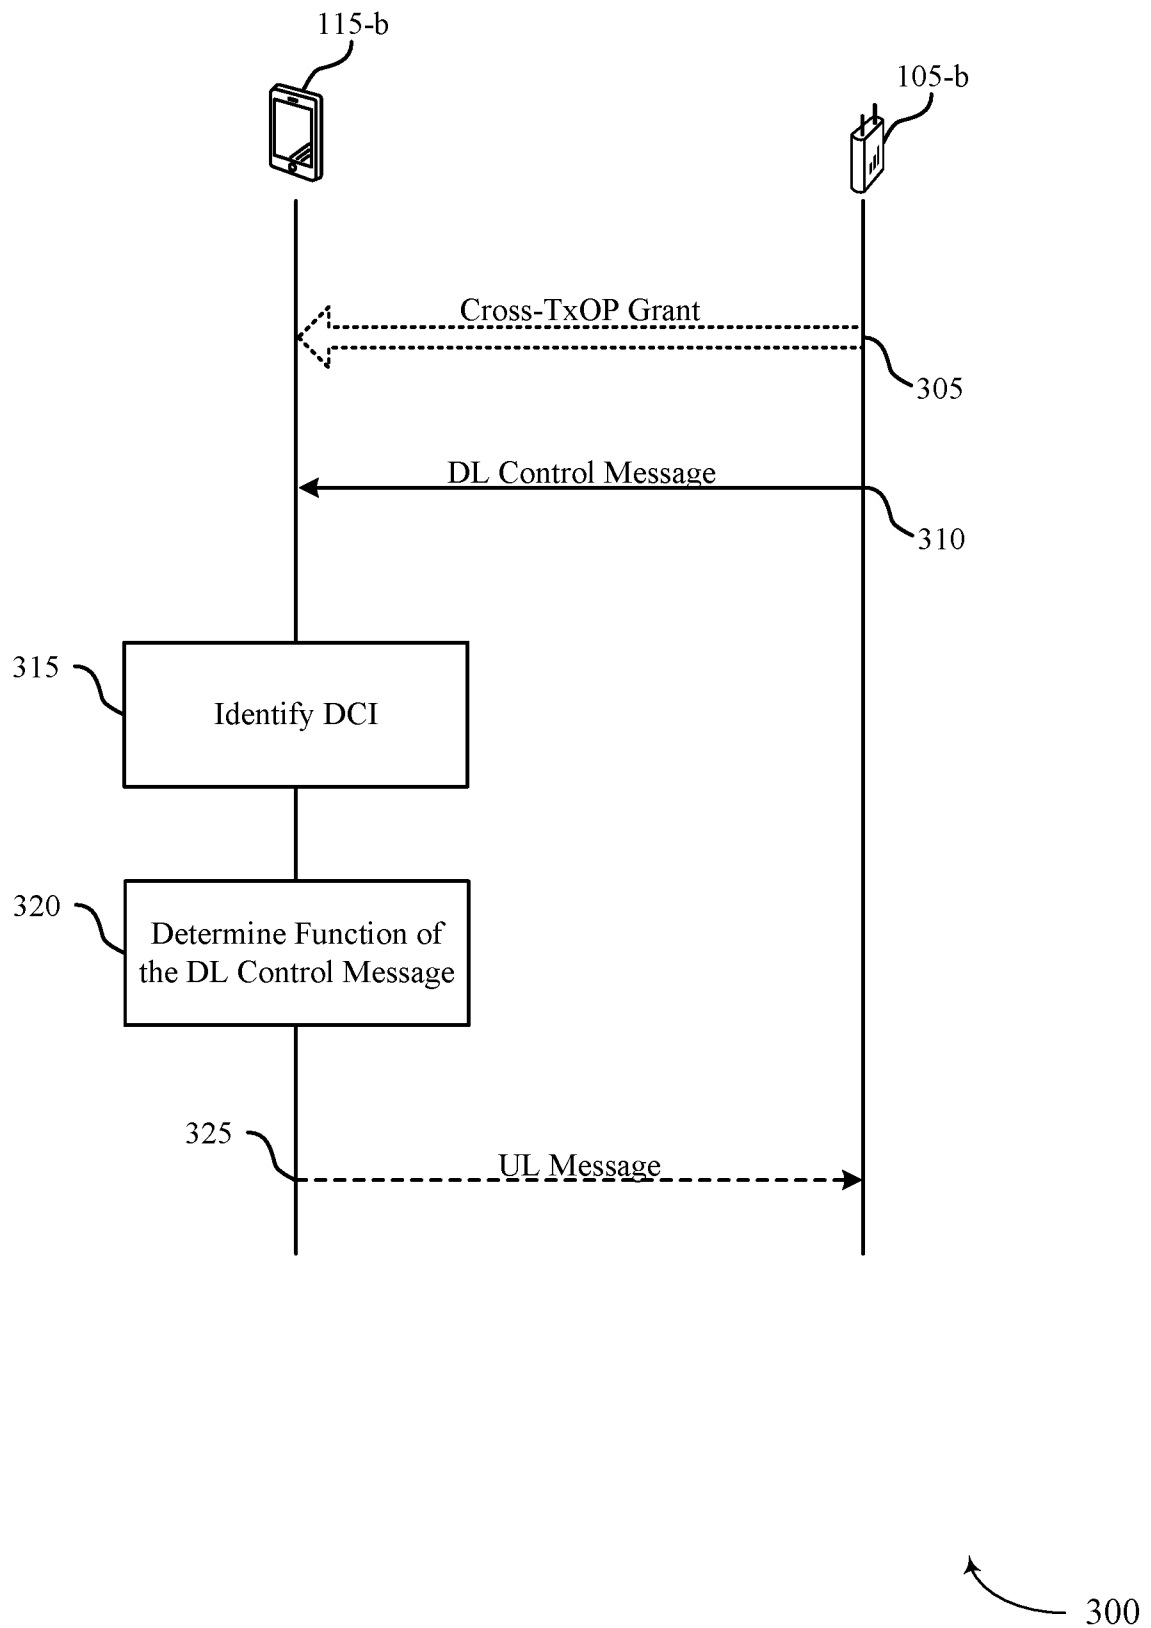 115-b
105-b
Cross-TxOP Grant
305
DL Control Message
310
315
Identify DCI
320
Determine Function of
the DL Control Message
325
UL Message
300